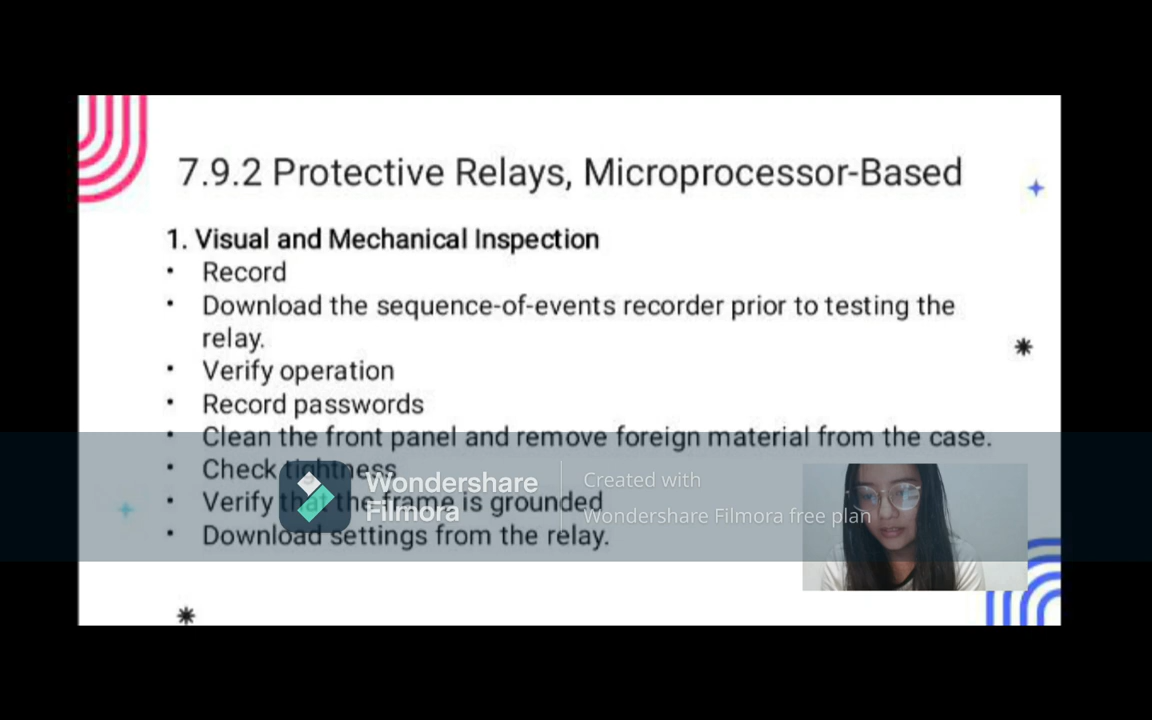 7.9.2 Protective Relays, Microprocessor-Based
1. Visual and Mechanical Inspection
• Record
• Download the sequence-of-events recorder prior to testing the
relay.
• Verify operation
• Record passwords
• Clean the front panel and remove foreign material from the case.
• Check tightness
• Verify that the frame is grounded
• Download settings from the relay.
Wondershare
Filmora
Created with
Wondershare Filmora free plan